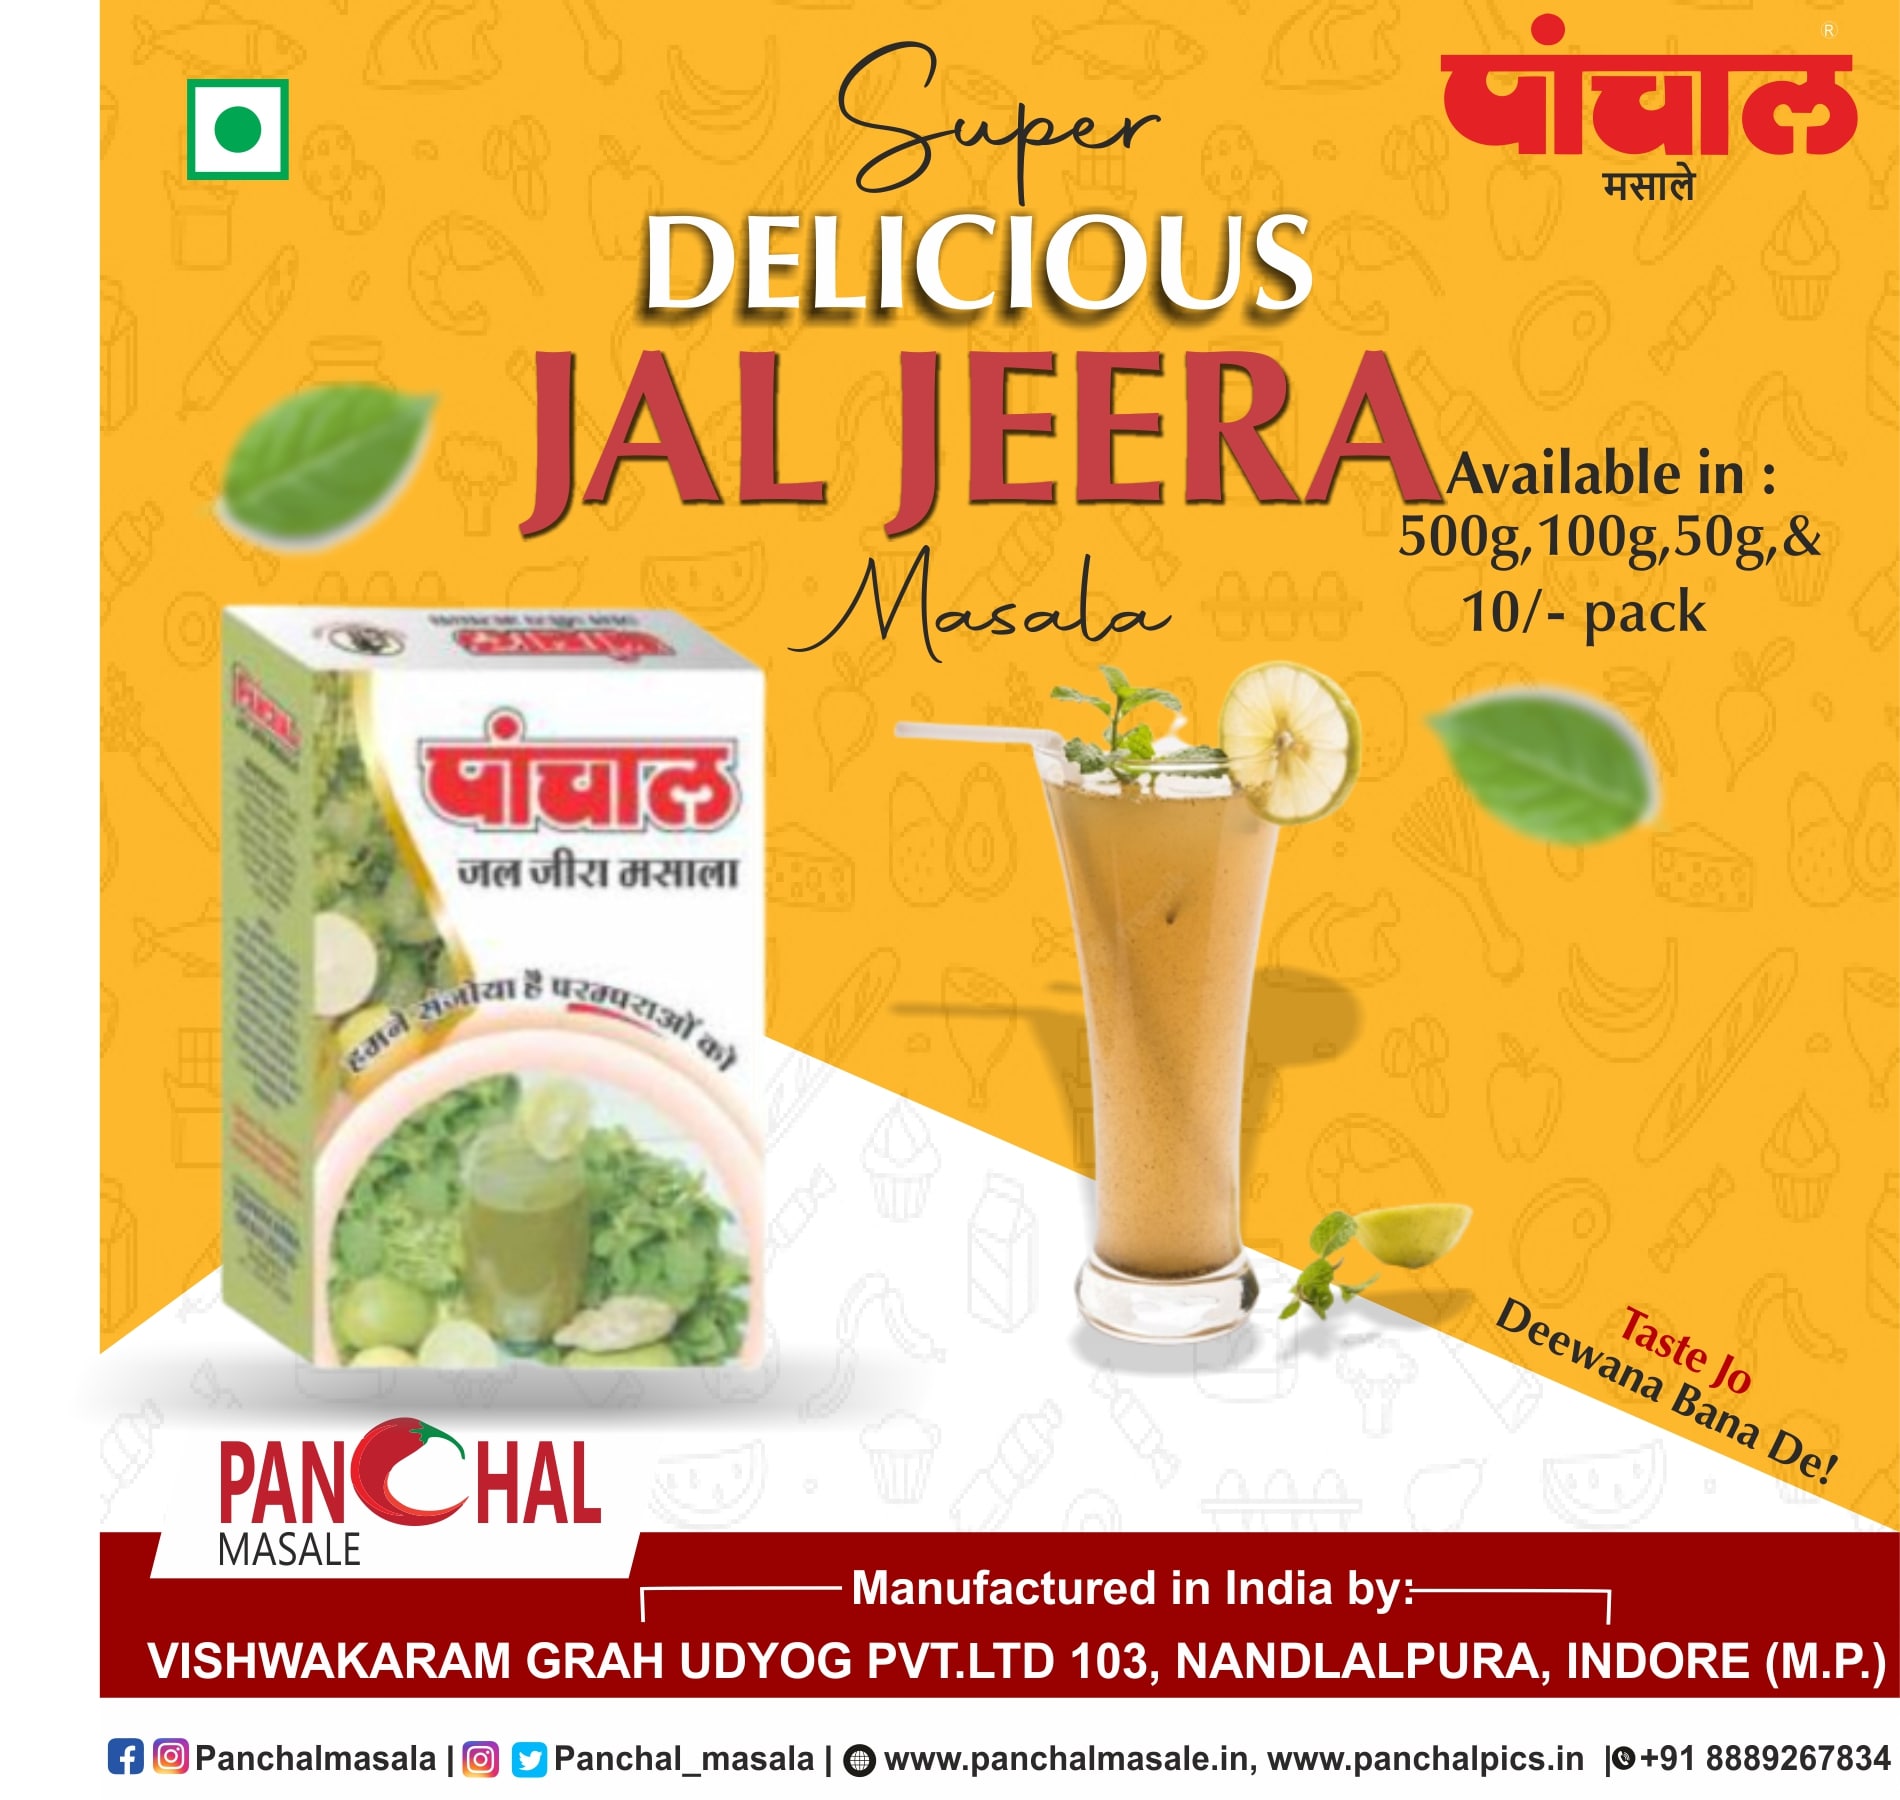 Super
पांचाल
®
मसाले
DELICIOUS
JAL JEERA
Available in :
500g,100g,50g,&
10/- pack
Masala
पांचाल
PANCHAL
पांचाल
जल जीरा मसाला
हमने संजोया है परम्पराओं को
Taste Jo
Deewana Bana De!
PANCHAL
MASALE
Manufactured in India by:
VISHWAKARAM GRAH UDYOG PVT.LTD 103, NANDLALPURA, INDORE (M.P.)
Panchalmasala | Panchal_masala | www.panchalmasale.in, www.panchalpics.in | +91 8889267834